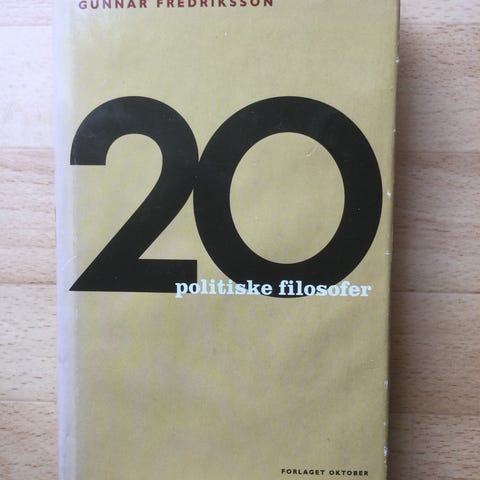 GUNNAR FREDRIKSSON
20
politiske filosofer
FORLAGET OKTOBER